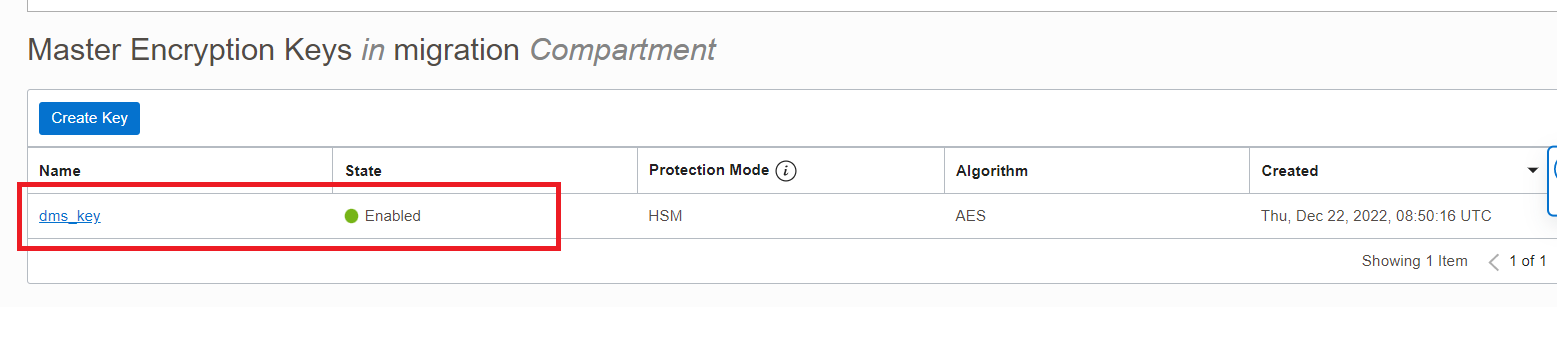 Master Encryption Keys in migration Compartment
Create Key
Name State Protection Mode i Algorithm Created
dms_key Enabled HSM AES Thu, Dec 22, 2022, 08:50:16 UTC
Showing 1 Item 1 of 1